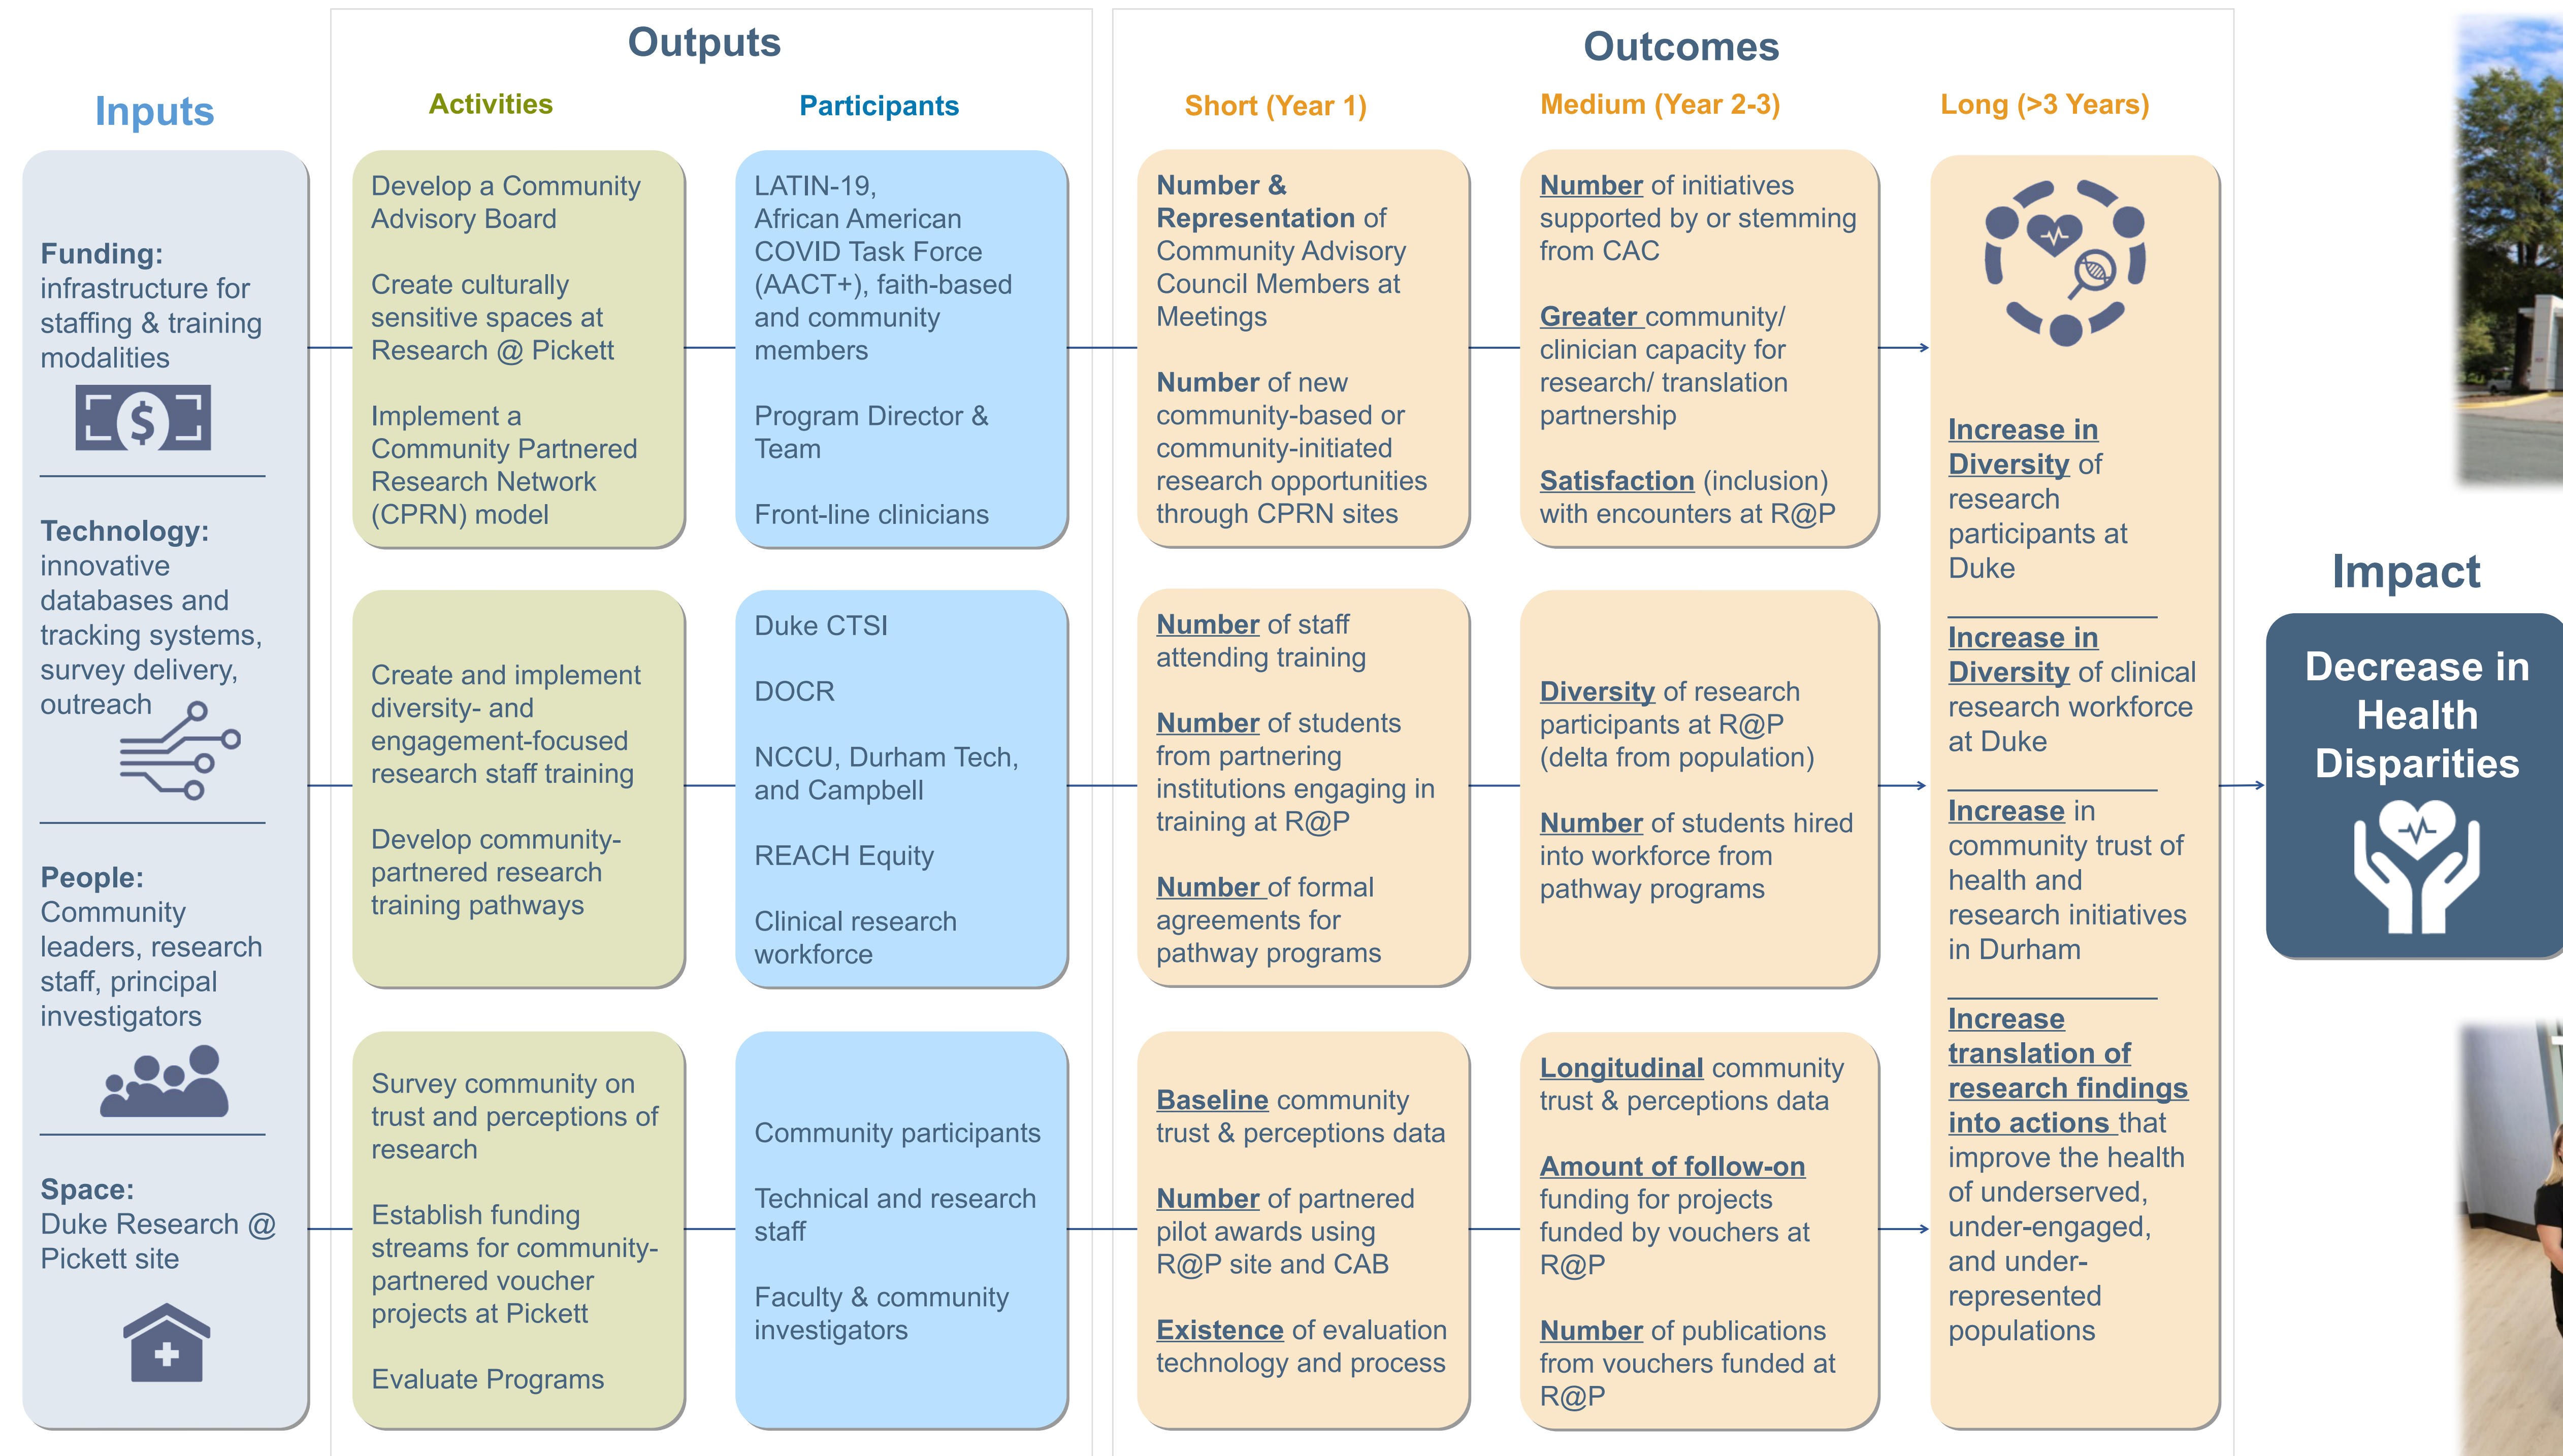 Outputs
Outcomes
Inputs
Activities
Participants
Short (Year 1)
Medium (Year 2-3)
Long (>3 Years)
Funding:
infrastructure for
staffing & training
modalities
$
Technology:
innovative
databases and
tracking systems,
survey delivery,
outreach
People:
Community
leaders, research
staff, principal
investigators
Space:
Duke Research @
Pickett site
Develop a Community
Advisory Board
Create culturally
sensitive spaces at
Research @ Pickett
Implement a
Community Partnered
Research Network
(CPRN) model
LATIN-19,
African American
COVID Task Force
(AACT+), faith-based
and community
members
Program Director &
Team
Front-line clinicians
Number &
Representation of
Community Advisory
Council Members at
Meetings
Number of new
community-based or
community-initiated
research opportunities
through CPRN sites
Number of initiatives
supported by or stemming
from CAC
Greater community/
clinician capacity for
research/ translation
partnership
Satisfaction (inclusion)
with encounters at R@P
Create and implement
diversity- and
engagement-focused
research staff training
Develop community-
partnered research
training pathways
Duke CTSI
DOCR
NCCU, Durham Tech,
and Campbell
REACH Equity
Clinical research
workforce
Number of staff
attending training
Number of students
from partnering
institutions engaging in
training at R@P
Number of formal
agreements for
pathway programs
Diversity of research
participants at R@P
(delta from population)
Number of students hired
into workforce from
pathway programs
Survey community on
trust and perceptions of
research
Establish funding
streams for community-
partnered voucher
projects at Pickett
Evaluate Programs
Community participants
Technical and research
staff
Faculty & community
investigators
Baseline community
trust & perceptions data
Number of partnered
pilot awards using
R@P site and CAB
Existence of evaluation
technology and process
Longitudinal community
trust & perceptions data
Amount of follow-on
funding for projects
funded by vouchers at
R@P
Number of publications
from vouchers funded at
R@P
Increase in
Diversity of
research
participants at
Duke
Increase in
Diversity of clinical
research workforce
at Duke
Increase in
community trust of
health and
research initiatives
in Durham
Increase
translation of
research findings
into actions that
improve the health
of underserved,
under-engaged,
and under-
represented
populations
Impact
Decrease in
Health
Disparities